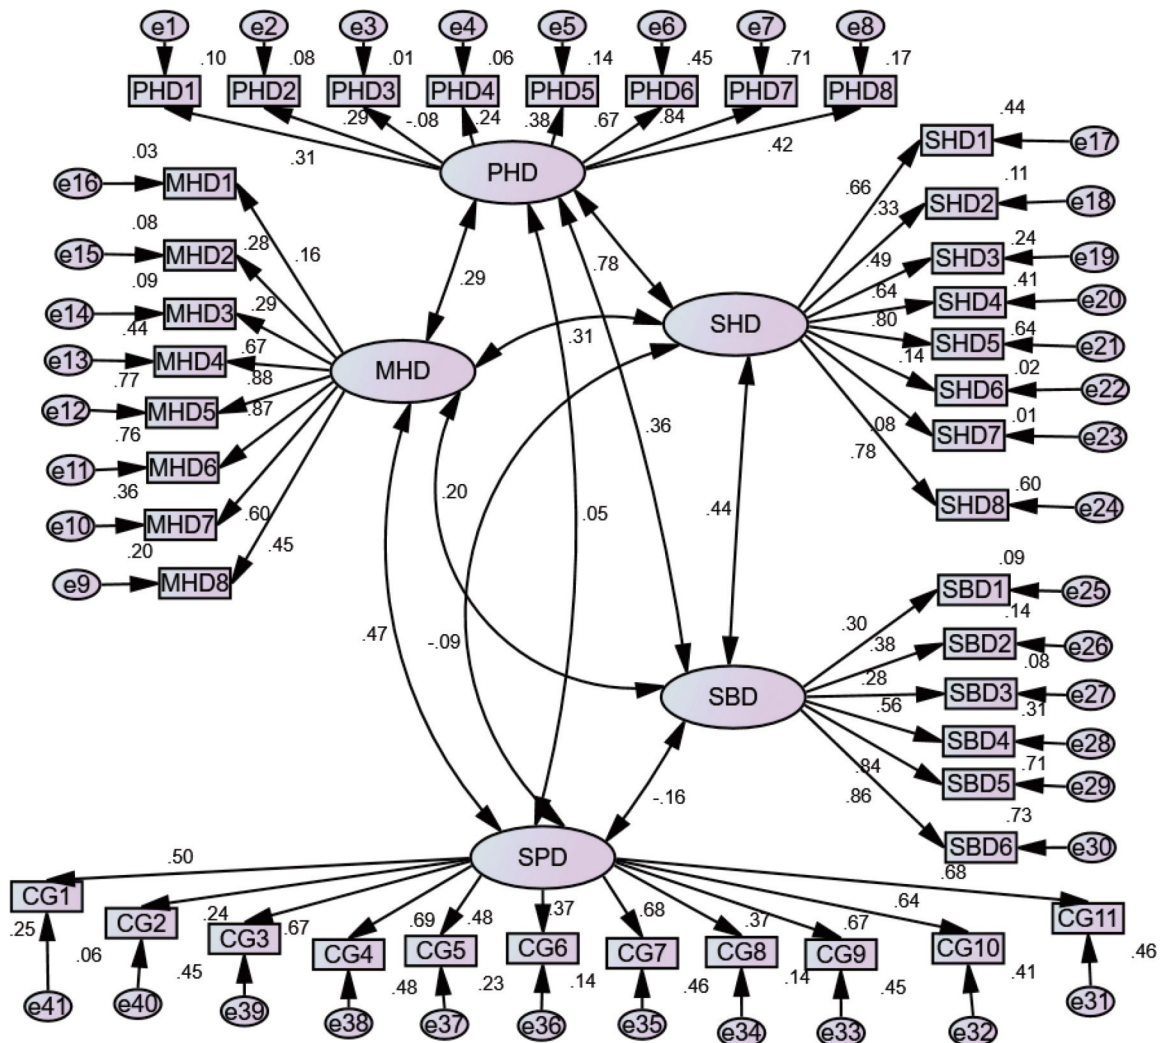 e1 e2 e3 e4 e5 e6 e7 e8
.10 .08 .01 .06 .14 .45 .71 .17
PHD1 PHD2 PHD3 PHD4 PHD5 PHD6 PHD7 PHD8
.31 .29 -.08 .24 .38 .67 .84 .42
PHD
.03
e16 MHD1
.08
e15 MHD2
.09
e14 MHD3
.44
e13 MHD4
.77
e12 MHD5
.76
e11 MHD6
.36
e10 MHD7
.20
e9 MHD8
.16
.28
.29
.67
.88
.87
.60
.45
MHD
.44
SHD1 e17
.11
SHD2 e18
.24
SHD3 e19
.41
SHD4 e20
.64
SHD5 e21
.02
SHD6 e22
.01
SHD7 e23
.60
SHD8 e24
.66
.33
.49
.64
.80
.14
.08
.78
SHD
.29
.78
.31
.31
.36
.20
.05
.44
.47
-.09
-.16
.09
SBD1 e25
.14
SBD2 e26
.08
SBD3 e27
.31
SBD4 e28
.71
SBD5 e29
.73
SBD6 e30
.30
.38
.28
.56
.84
.86
SBD
SPD
.50 .24 .67 .69 .48 .37 .68 .37 .67 .64 .68
CG1 CG2 CG3 CG4 CG5 CG6 CG7 CG8 CG9 CG10 CG11
.25 .06 .45 .48 .23 .14 .46 .14 .45 .41 .46
e41 e40 e39 e38 e37 e36 e35 e34 e33 e32 e31